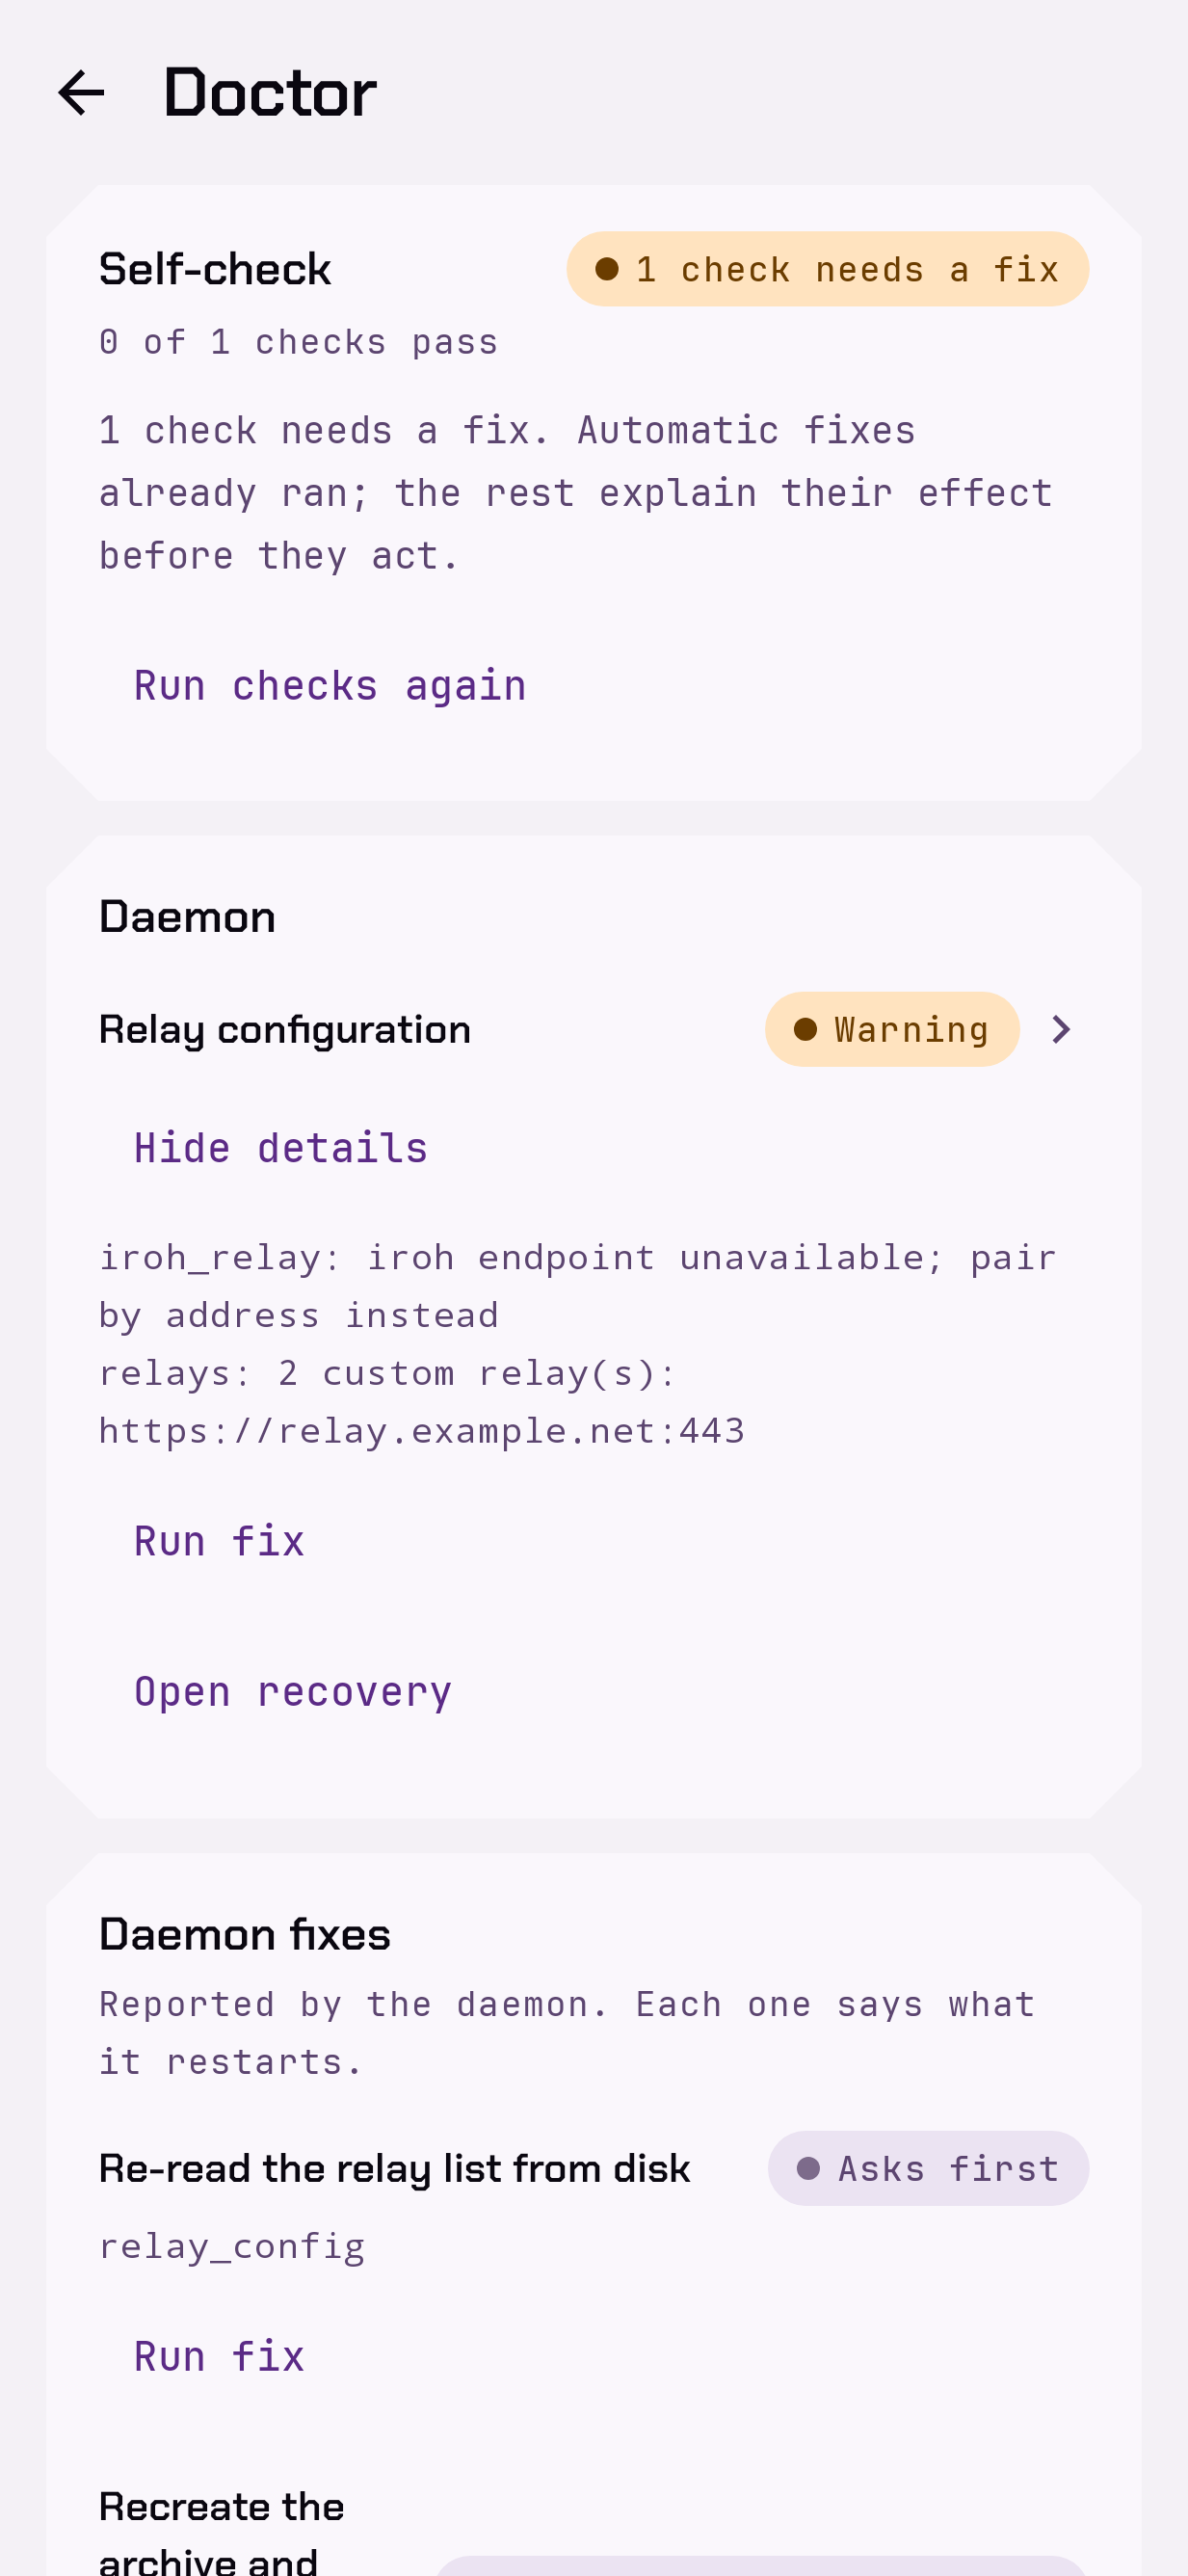 Doctor
Self-check
1 check needs a fix
0 of 1 checks pass
1 check needs a fix. Automatic fixes
already ran; the rest explain their effect
before they act.
Run checks again
Daemon
Relay configuration
Warning
Hide details
iroh_relay: iroh endpoint unavailable; pair
by address instead
relays: 2 custom relay(s):
https://relay.example.net:443
Run fix
Open recovery
Daemon fixes
Reported by the daemon. Each one says what
it restarts.
Re-read the relay list from disk
Asks first
relay_config
Run fix
Recreate the
archive and